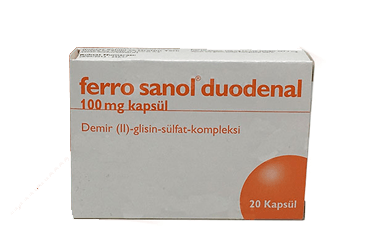 ferro sanol® duodenal
100 mg kapsül
Demir (II)-glisin-sülfat-kompleksi
20 Kapsül